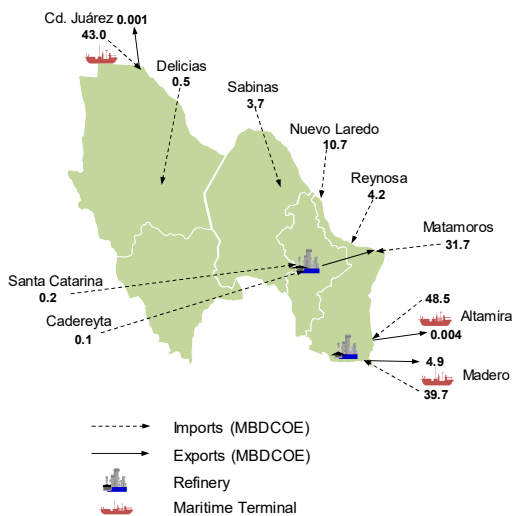 Cd. Juárez 0.001
43.0
Delicias
0.5
Sabinas
3.7
Nuevo Laredo
10.7
Reynosa
4.2
Matamoros
31.7
Santa Catarina
0.2
Cadereyta
0.1
48.5
Altamira
0.004
4.9
Madero
39.7
Imports (MBDCOE)
Exports (MBDCOE)
Refinery
Maritime Terminal